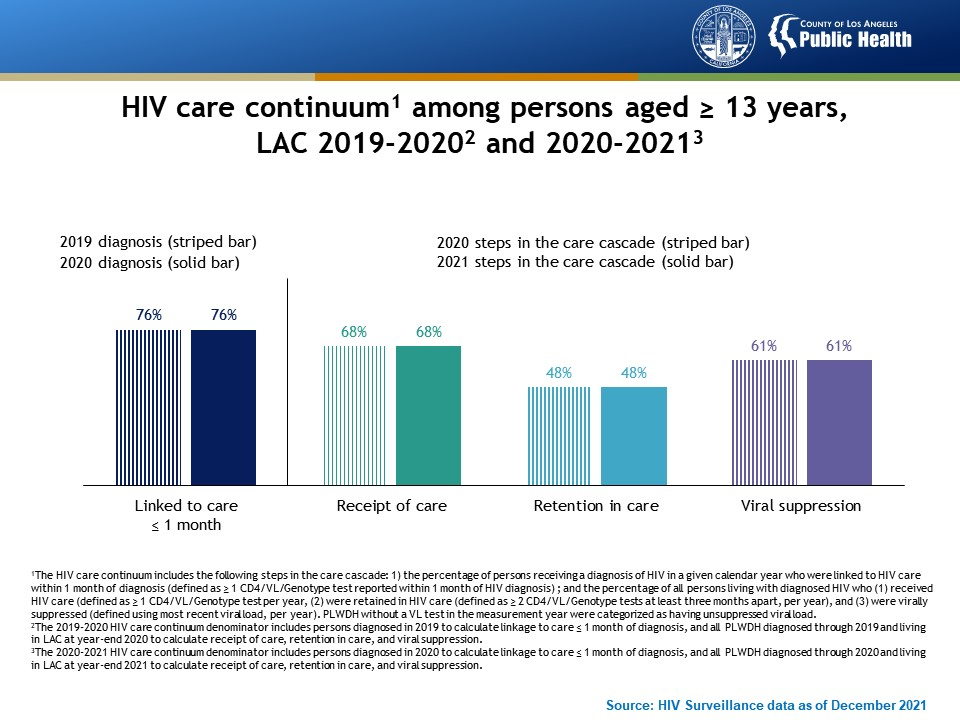 COUNTY OF LOS ANGELES
Public Health
COUNTY OF LOS ANGELES
CALIFORNIA
HIV care continuum¹ among persons aged ≥ 13 years,
LAC 2019-2020² and 2020-2021³
2019 diagnosis (striped bar)
2020 diagnosis (solid bar)
2020 steps in the care cascade (striped bar)
2021 steps in the care cascade (solid bar)
76% 76%
68% 68%
48% 48%
61% 61%
Linked to care
≤ 1 month
Receipt of care
Retention in care
Viral suppression
¹The HIV care continuum includes the following steps in the care cascade: 1) the percentage of persons receiving a diagnosis of HIV in a given calendar year who were linked to HIV care
within 1 month of diagnosis (defined as ≥ 1 CD4/VL/Genotype test reported within 1 month of HIV diagnosis) ; and the percentage of all persons living with diagnosed HIV who (1) received
HIV care (defined as ≥ 1 CD4/VL/Genotype test per year, (2) were retained in HIV care (defined as ≥ 2 CD4/VL/Genotype tests at least three months apart, per year), and (3) were virally
suppressed (defined using most recent viral load, per year). PLWDH without a VL test in the measurement year were categorized as having unsuppressed viral load.
²The 2019-2020 HIV care continuum denominator includes persons diagnosed in 2019 to calculate linkage to care ≤ 1 month of diagnosis, and all PLWDH diagnosed through 2019 and living
in LAC at year-end 2020 to calculate receipt of care, retention in care, and viral suppression.
³The 2020-2021 HIV care continuum denominator includes persons diagnosed in 2020 to calculate linkage to care ≤ 1 month of diagnosis, and all PLWDH diagnosed through 2020 and living
in LAC at year-end 2021 to calculate receipt of care, retention in care, and viral suppression.
Source: HIV Surveillance data as of December 2021